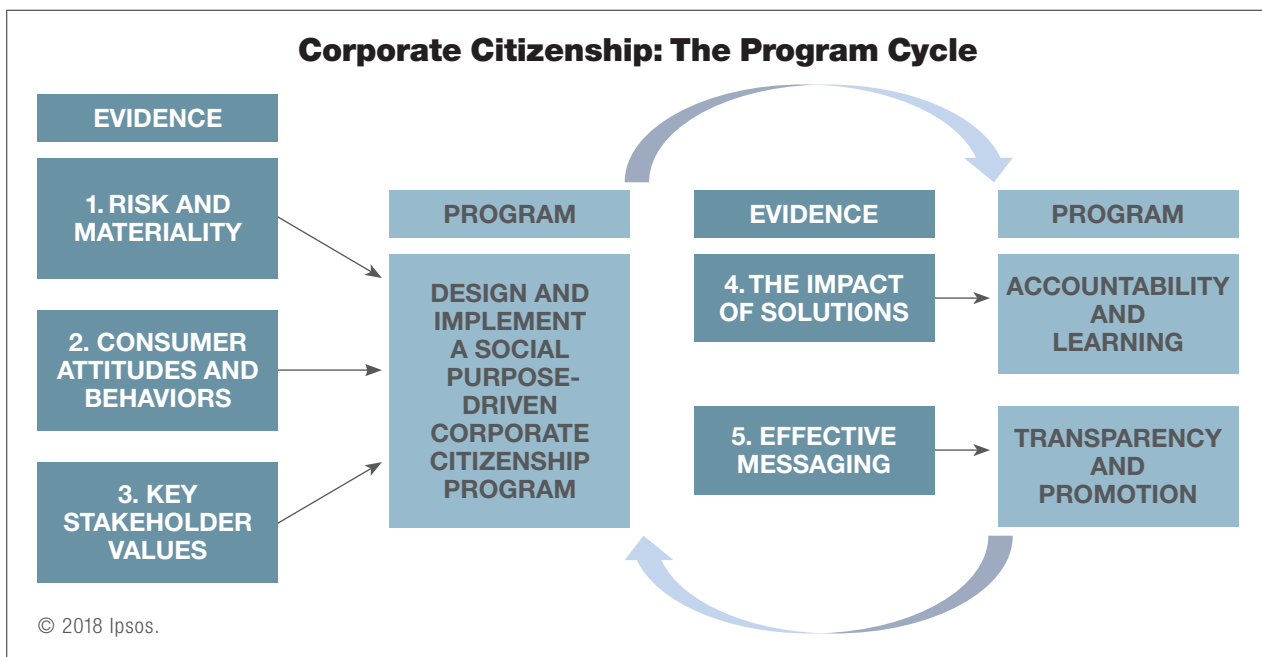 Corporate Citizenship: The Program Cycle
EVIDENCE
1. RISK AND
MATERIALITY
2. CONSUMER
ATTITUDES AND
BEHAVIORS
3. KEY
STAKEHOLDER
VALUES
PROGRAM
DESIGN AND
IMPLEMENT
A SOCIAL
PURPOSE-
DRIVEN
CORPORATE
CITIZENSHIP
PROGRAM
EVIDENCE
4. THE IMPACT
OF SOLUTIONS
5. EFFECTIVE
MESSAGING
PROGRAM
ACCOUNTABILITY
AND
LEARNING
TRANSPARENCY
AND
PROMOTION
© 2018 Ipsos.